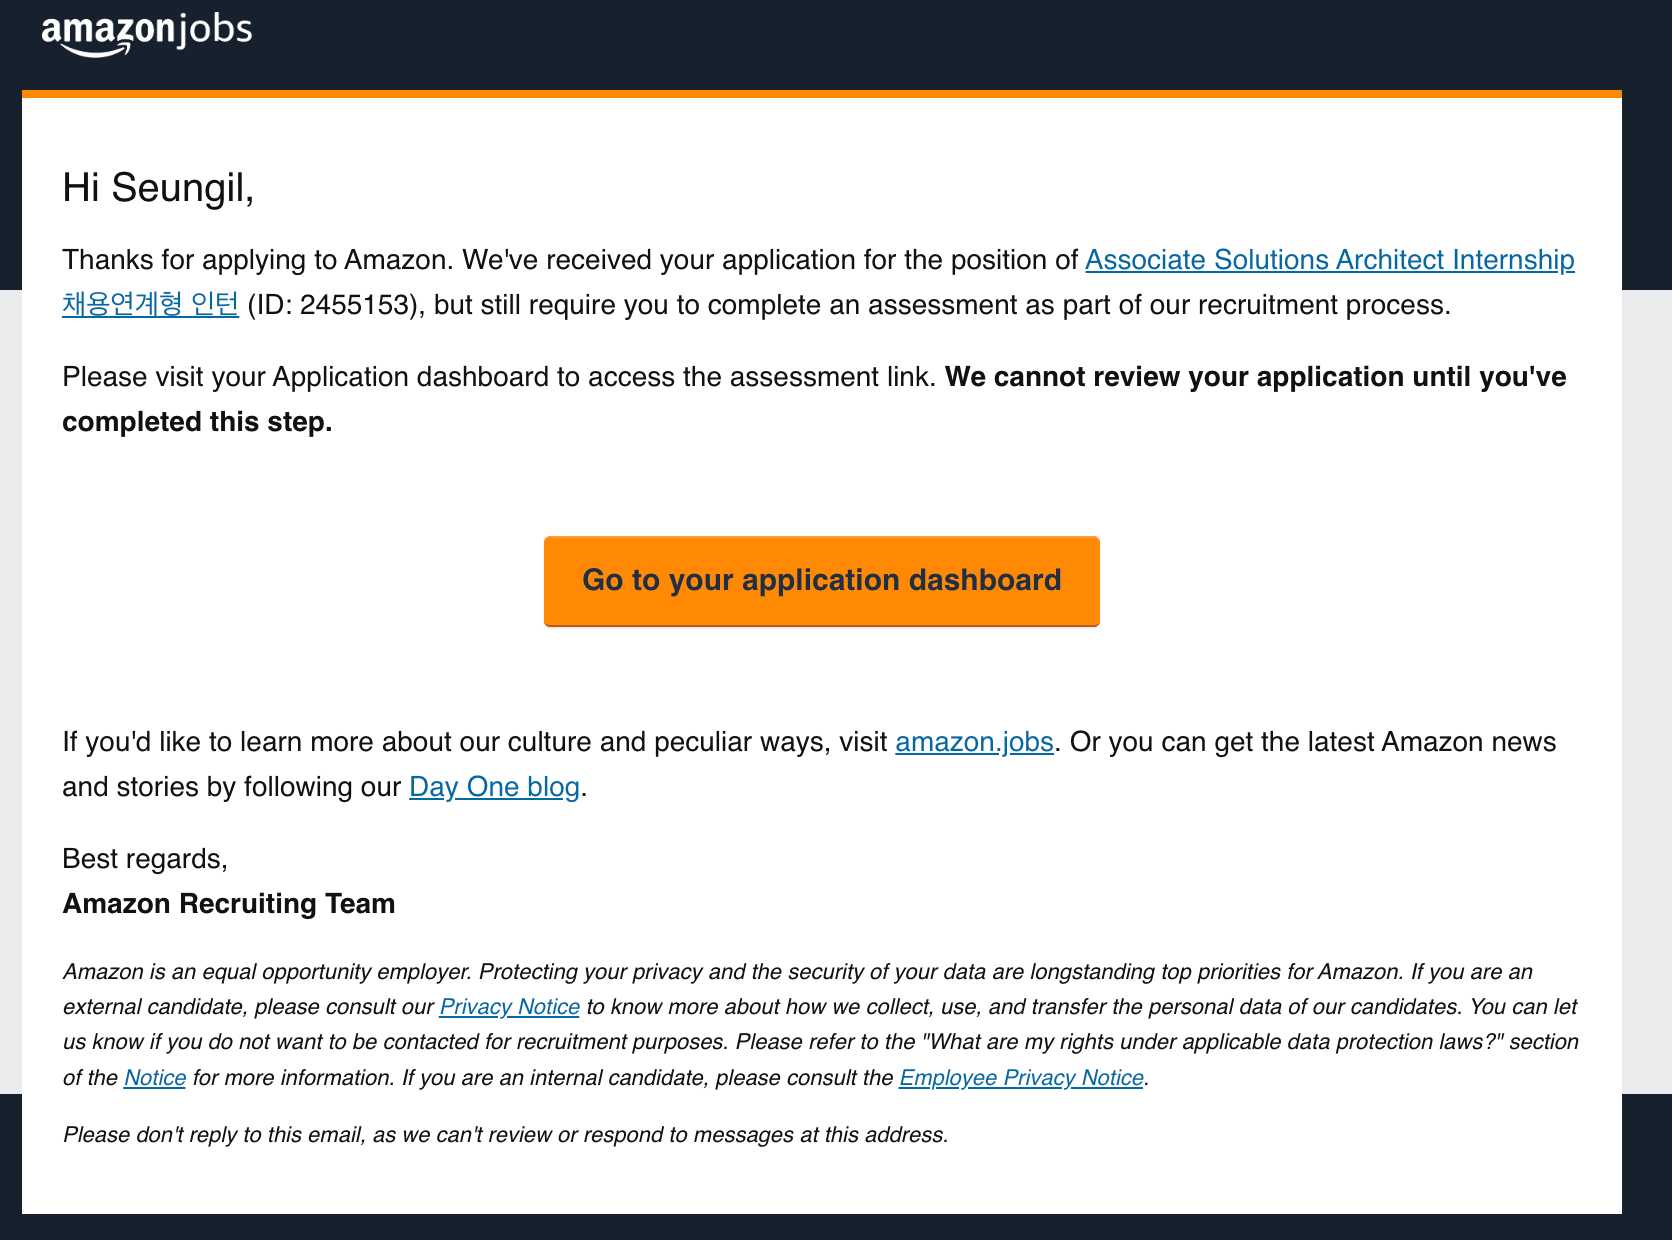 amazonjobs
Hi Seungil,
Thanks for applying to Amazon. We've received your application for the position of Associate Solutions Architect Internship
채용연계형 인턴 (ID: 2455153), but still require you to complete an assessment as part of our recruitment process.
Please visit your Application dashboard to access the assessment link. We cannot review your application until you've
completed this step.
Go to your application dashboard
If you'd like to learn more about our culture and peculiar ways, visit amazon.jobs. Or you can get the latest Amazon news
and stories by following our Day One blog.
Best regards,
Amazon Recruiting Team
Amazon is an equal opportunity employer. Protecting your privacy and the security of your data are longstanding top priorities for Amazon. If you are an
external candidate, please consult our Privacy Notice to know more about how we collect, use, and transfer the personal data of our candidates. You can let
us know if you do not want to be contacted for recruitment purposes. Please refer to the "What are my rights under applicable data protection laws?" section
of the Notice for more information. If you are an internal candidate, please consult the Employee Privacy Notice.
Please don't reply to this email, as we can't review or respond to messages at this address.